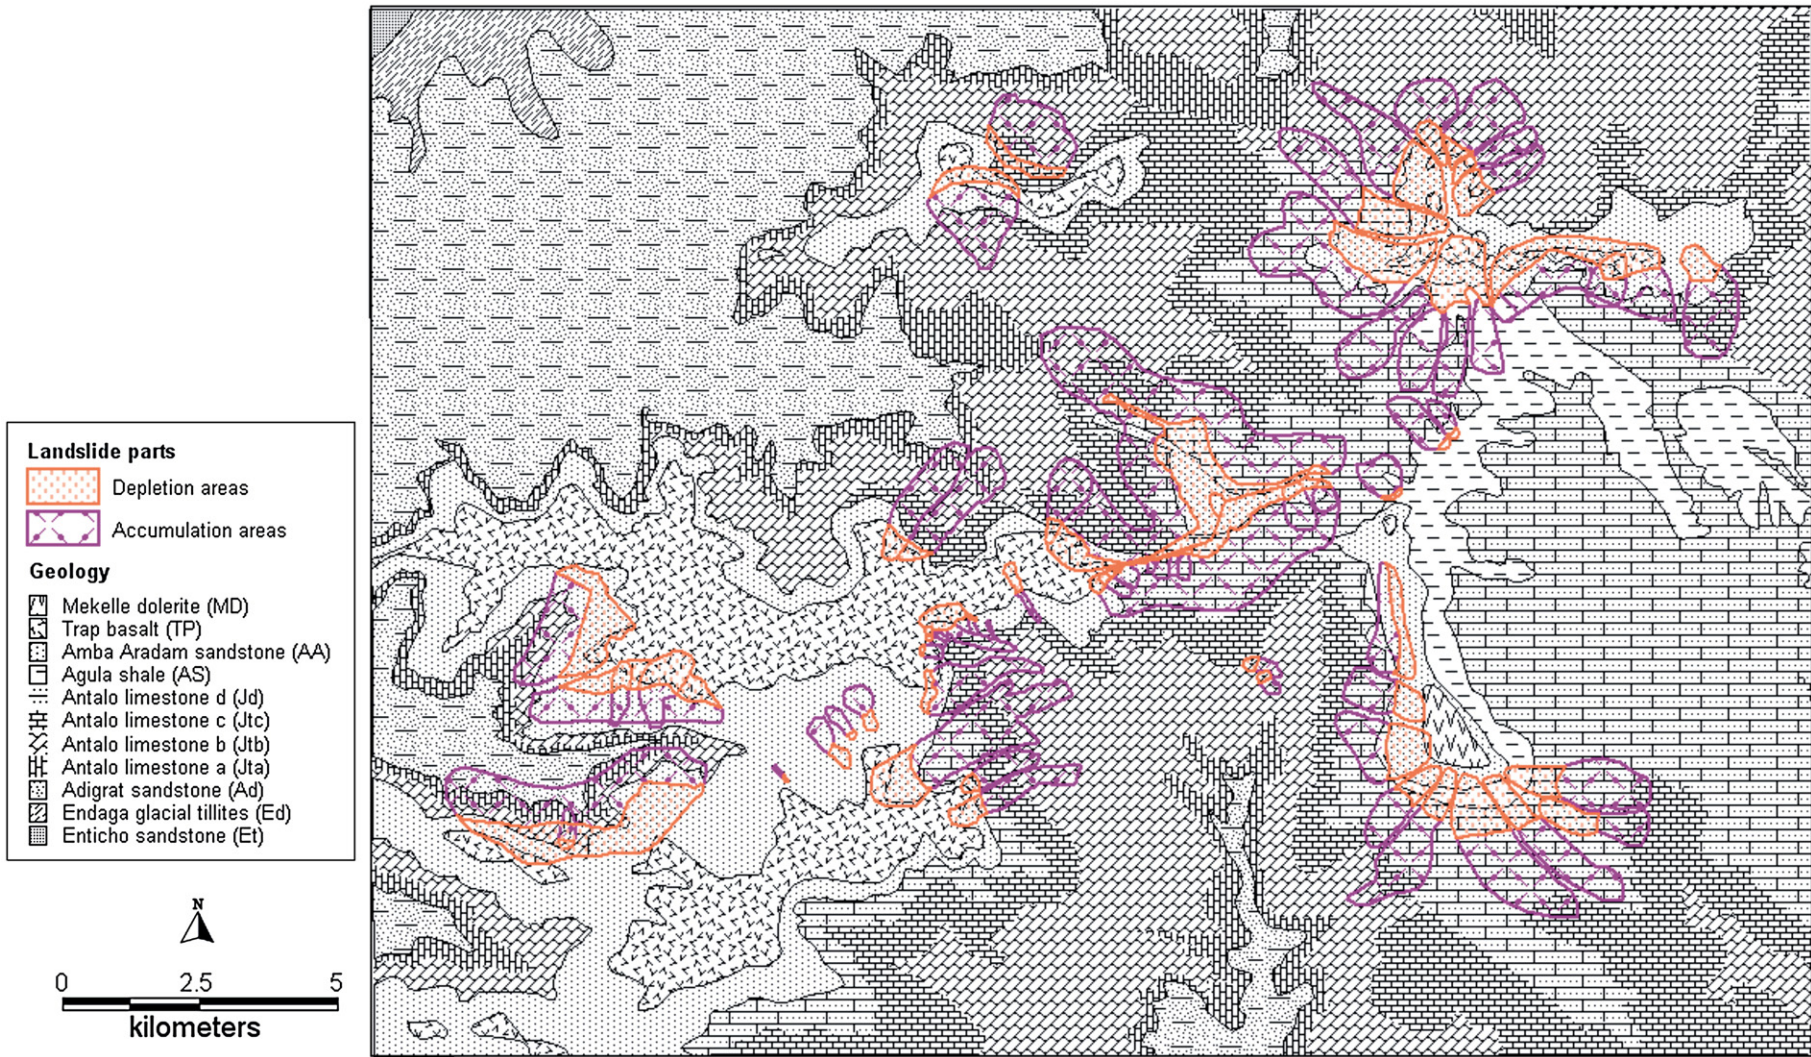 Landslide parts
Depletion areas
Accumulation areas
Geology
Mekelle dolerite (MD)
Trap basalt (TP)
Amba Aradam sandstone (AA)
Agula shale (AS)
Antalo limestone d (Jd)
Antalo limestone c (Jtc)
Antalo limestone b (Jtb)
Antalo limestone a (Jta)
Adigrat sandstone (Ad)
Endaga glacial tillites (Ed)
Enticho sandstone (Et)
N
0 2.5 5
kilometers